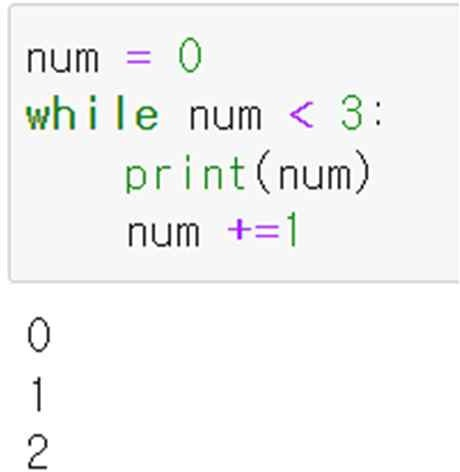 num = 0
while num < 3:
    print(num)
    num +=1
0
1
2